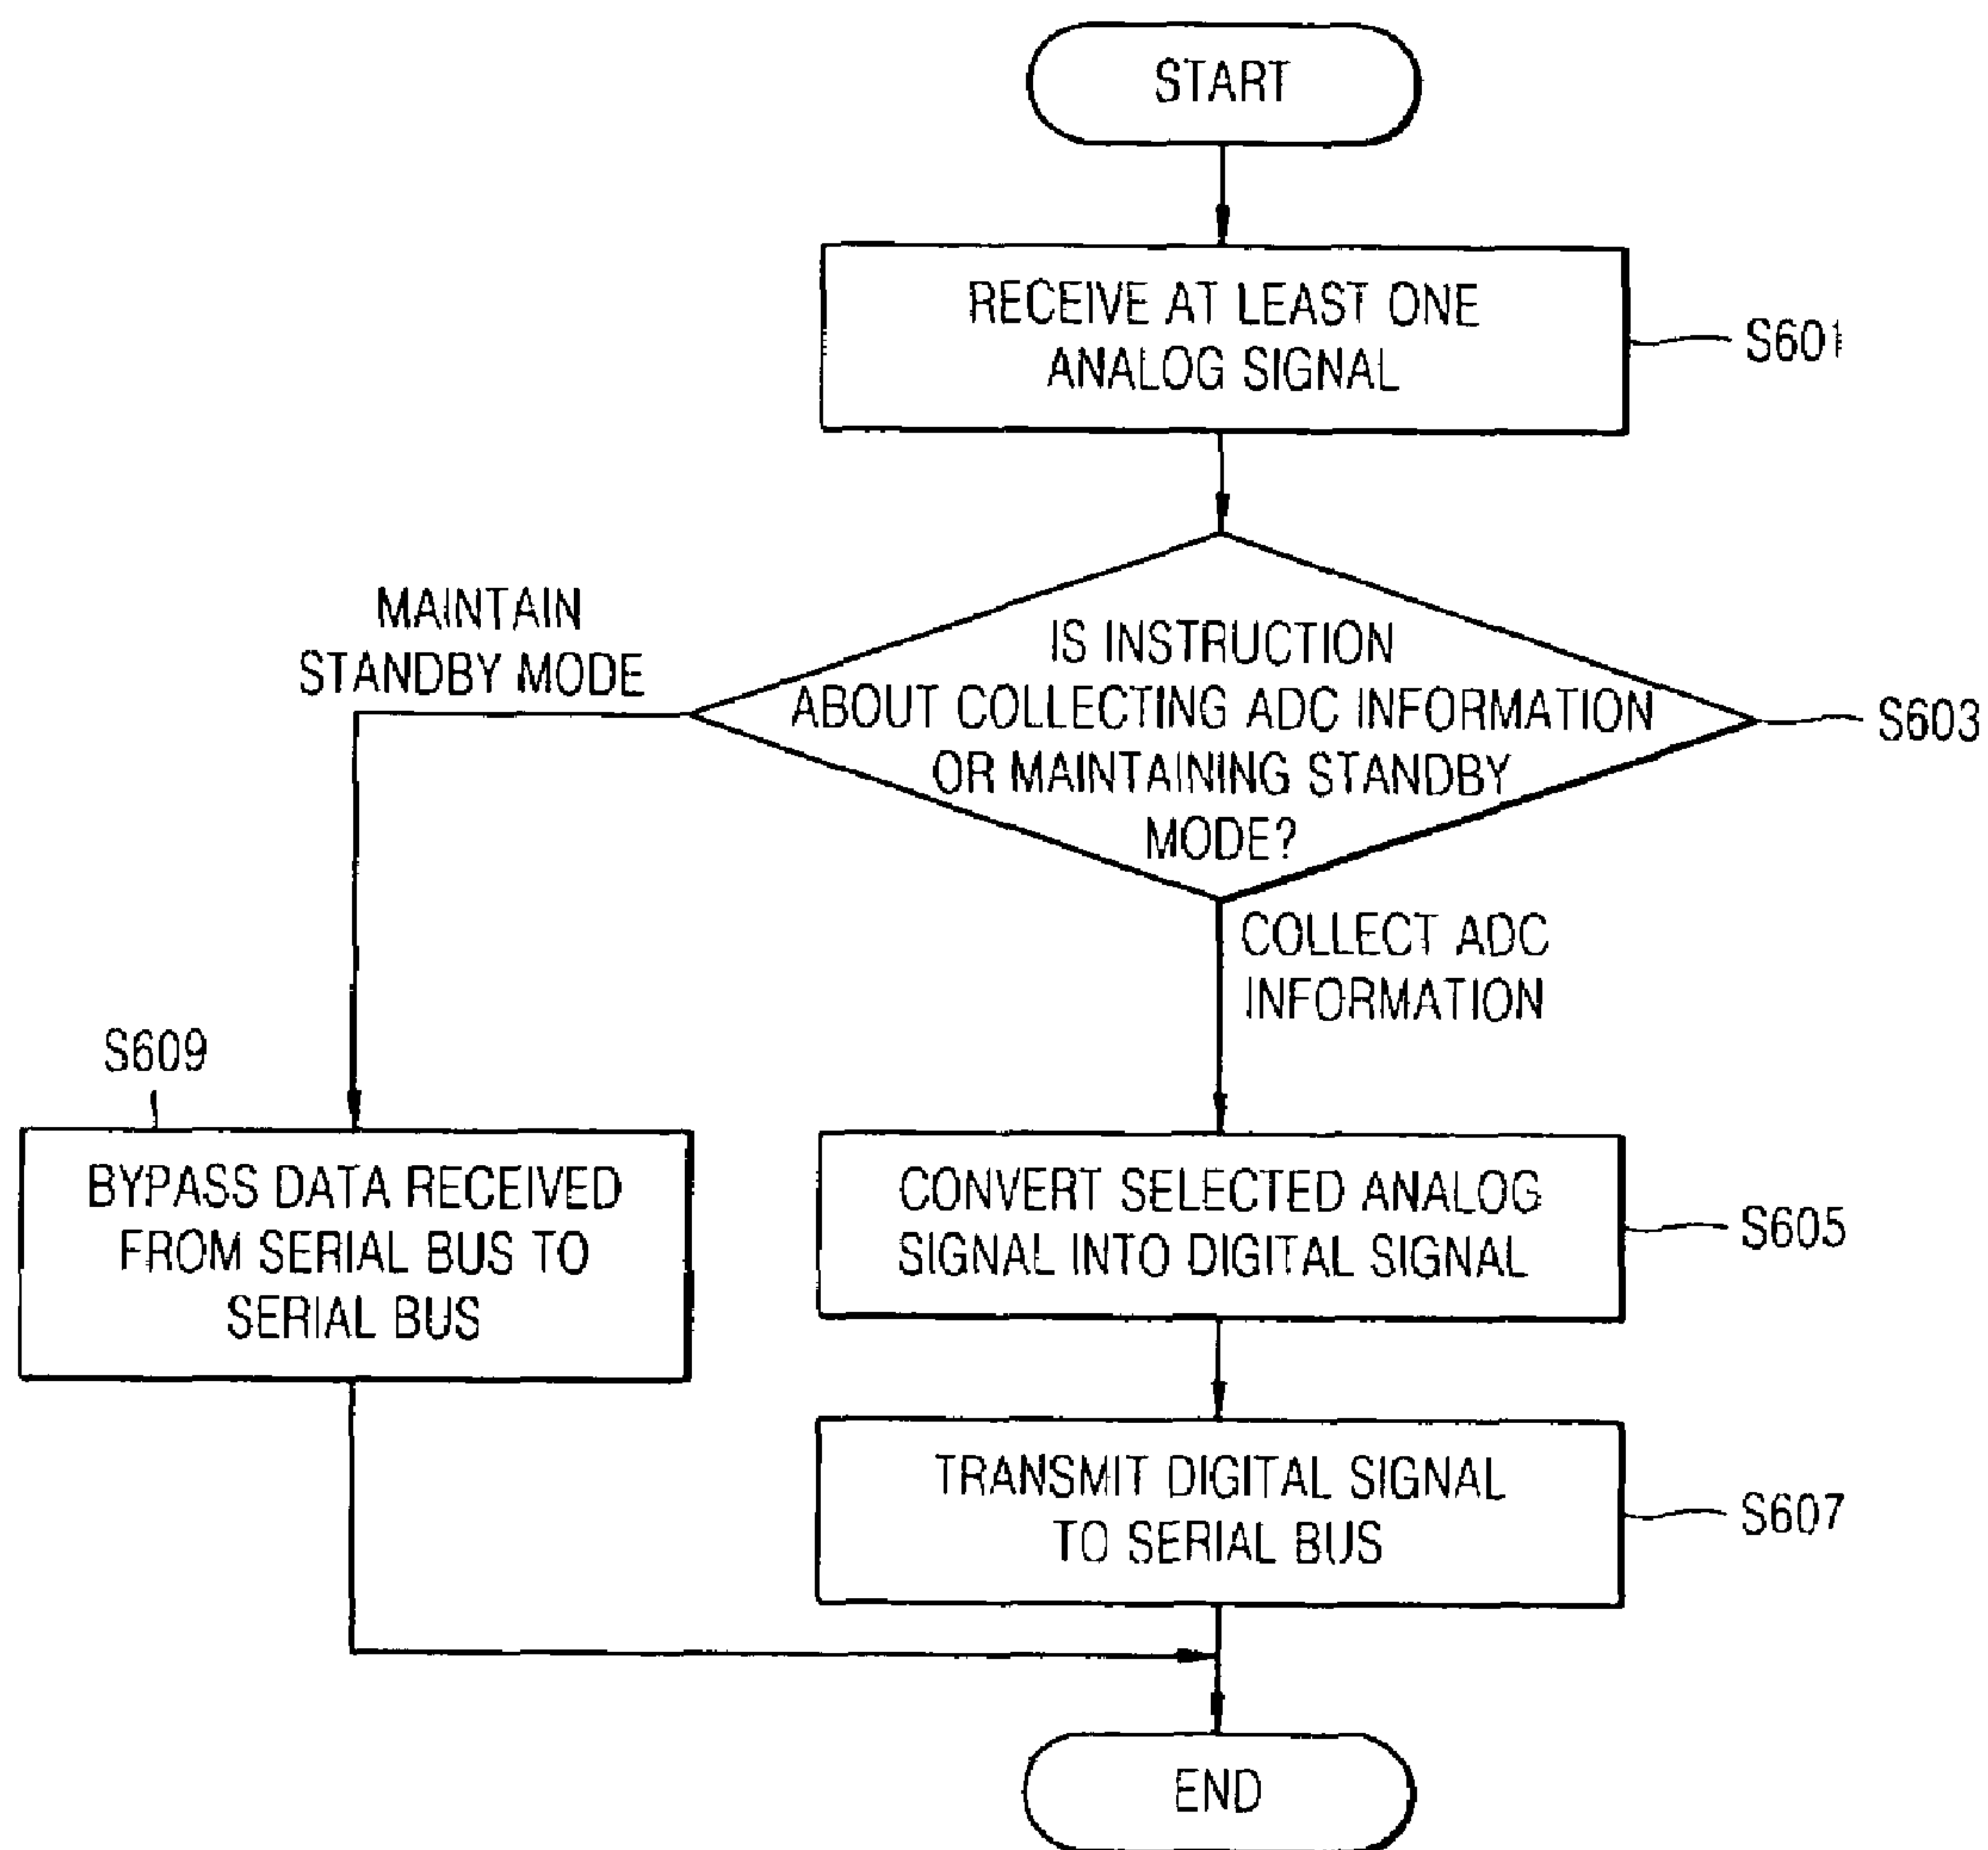 START
RECEIVE AT LEAST ONE
ANALOG SIGNAL
S601
MAINTAIN
STANDBY MODE
IS INSTRUCTION
ABOUT COLLECTING ADC INFORMATION
OR MAINTAINING STANDBY
MODE?
S603
COLLECT ADC
INFORMATION
S609
BYPASS DATA RECEIVED
FROM SERIAL BUS TO
SERIAL BUS
CONVERT SELECTED ANALOG
SIGNAL INTO DIGITAL SIGNAL
S605
TRANSMIT DIGITAL SIGNAL
TO SERIAL BUS
S607
END